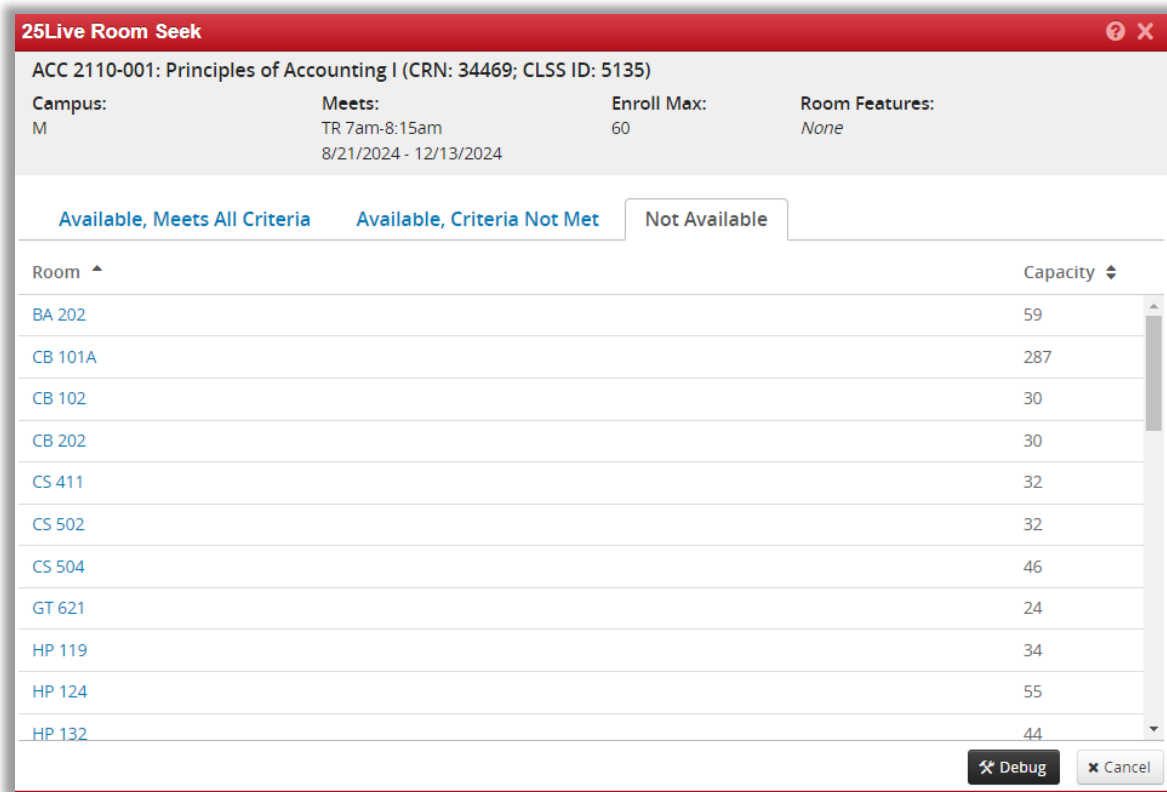 25Live Room Seek
ACC 2110-001: Principles of Accounting I (CRN: 34469; CLSS ID: 5135)
Campus: Meets: Enroll Max: Room Features:
M TR 7am-8:15am 60 None
8/21/2024 - 12/13/2024
Available, Meets All Criteria Available, Criteria Not Met Not Available
Room Capacity
BA 202 59
CB 101A 287
CB 102 30
CB 202 30
CS 411 32
CS 502 32
CS 504 46
GT 621 24
HP 119 34
HP 124 55
HP 132 44
Debug Cancel